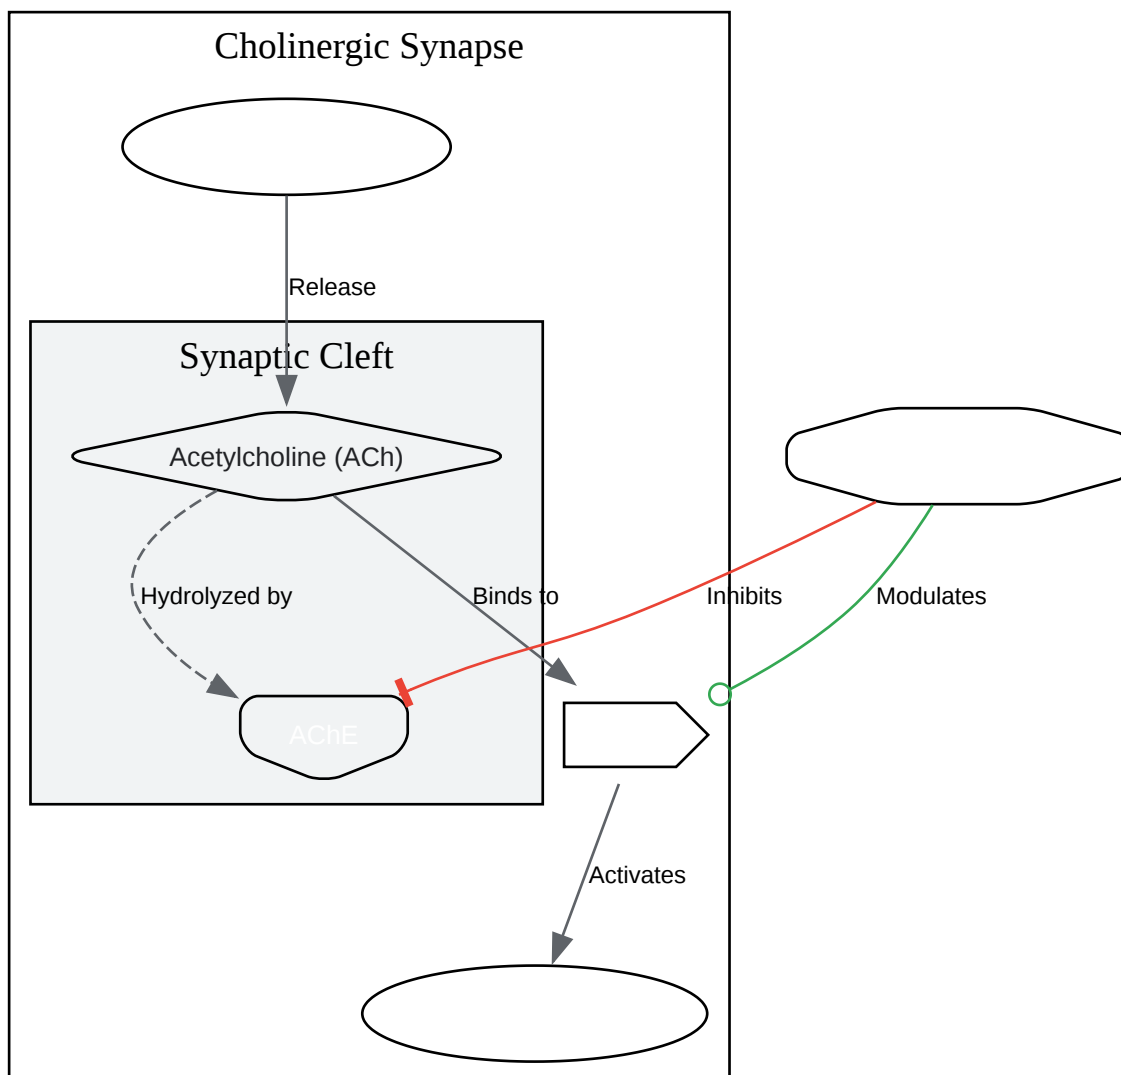 Cholinergic Synapse
Release
Synaptic Cleft
Acetylcholine (ACh)
Hydrolyzed by
Binds to
Inhibits
Modulates
AChE
Activates